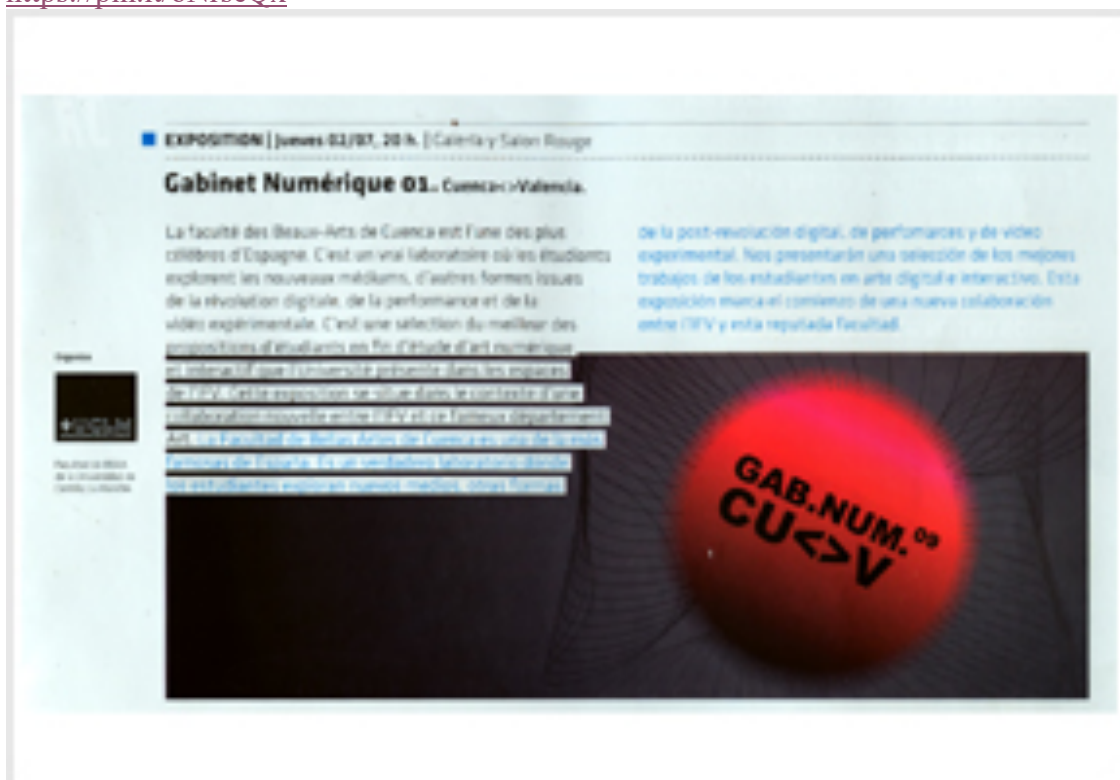 EXPOSITION | Jueves 02/07, 20 h. | Galería y Salon Rouge
Gabinet Numérique 01. Cuenca<>Valencia.
La faculté des Beaux-Arts de Cuenca est l'une des plus
célèbres d'Espagne. C'est un vrai laboratoire où les étudiants
explorent les nouveaux médiums, d'autres formes issues
de la révolution digitale, de la performance et de la
vidéo expérimentale. C'est une sélection du meilleur des
propositions d'étudiants en fin d'étude d'art numérique
et interactif que l'Université présente dans les espaces
de l'IFV. Cette exposition se situe dans le contexte d'une
collaboration nouvelle entre l'IFV et ce fameux département
Art. La Facultad de Bellas Artes de Cuenca es una de la más
famosas de España. Es un verdadero laboratorio donde
los estudiantes exploran nuevos medios, otras formas
de la post-revolución digital, de perfomances y de video
experimental. Nos presentarán una selección de los mejores
trabajos de los estudiantes en arte digital e interactivo. Esta
exposición marca el comienzo de una nueva colaboración
entre l'IFV y esta reputada facultad.
GAB.NUM.09
CU<>V